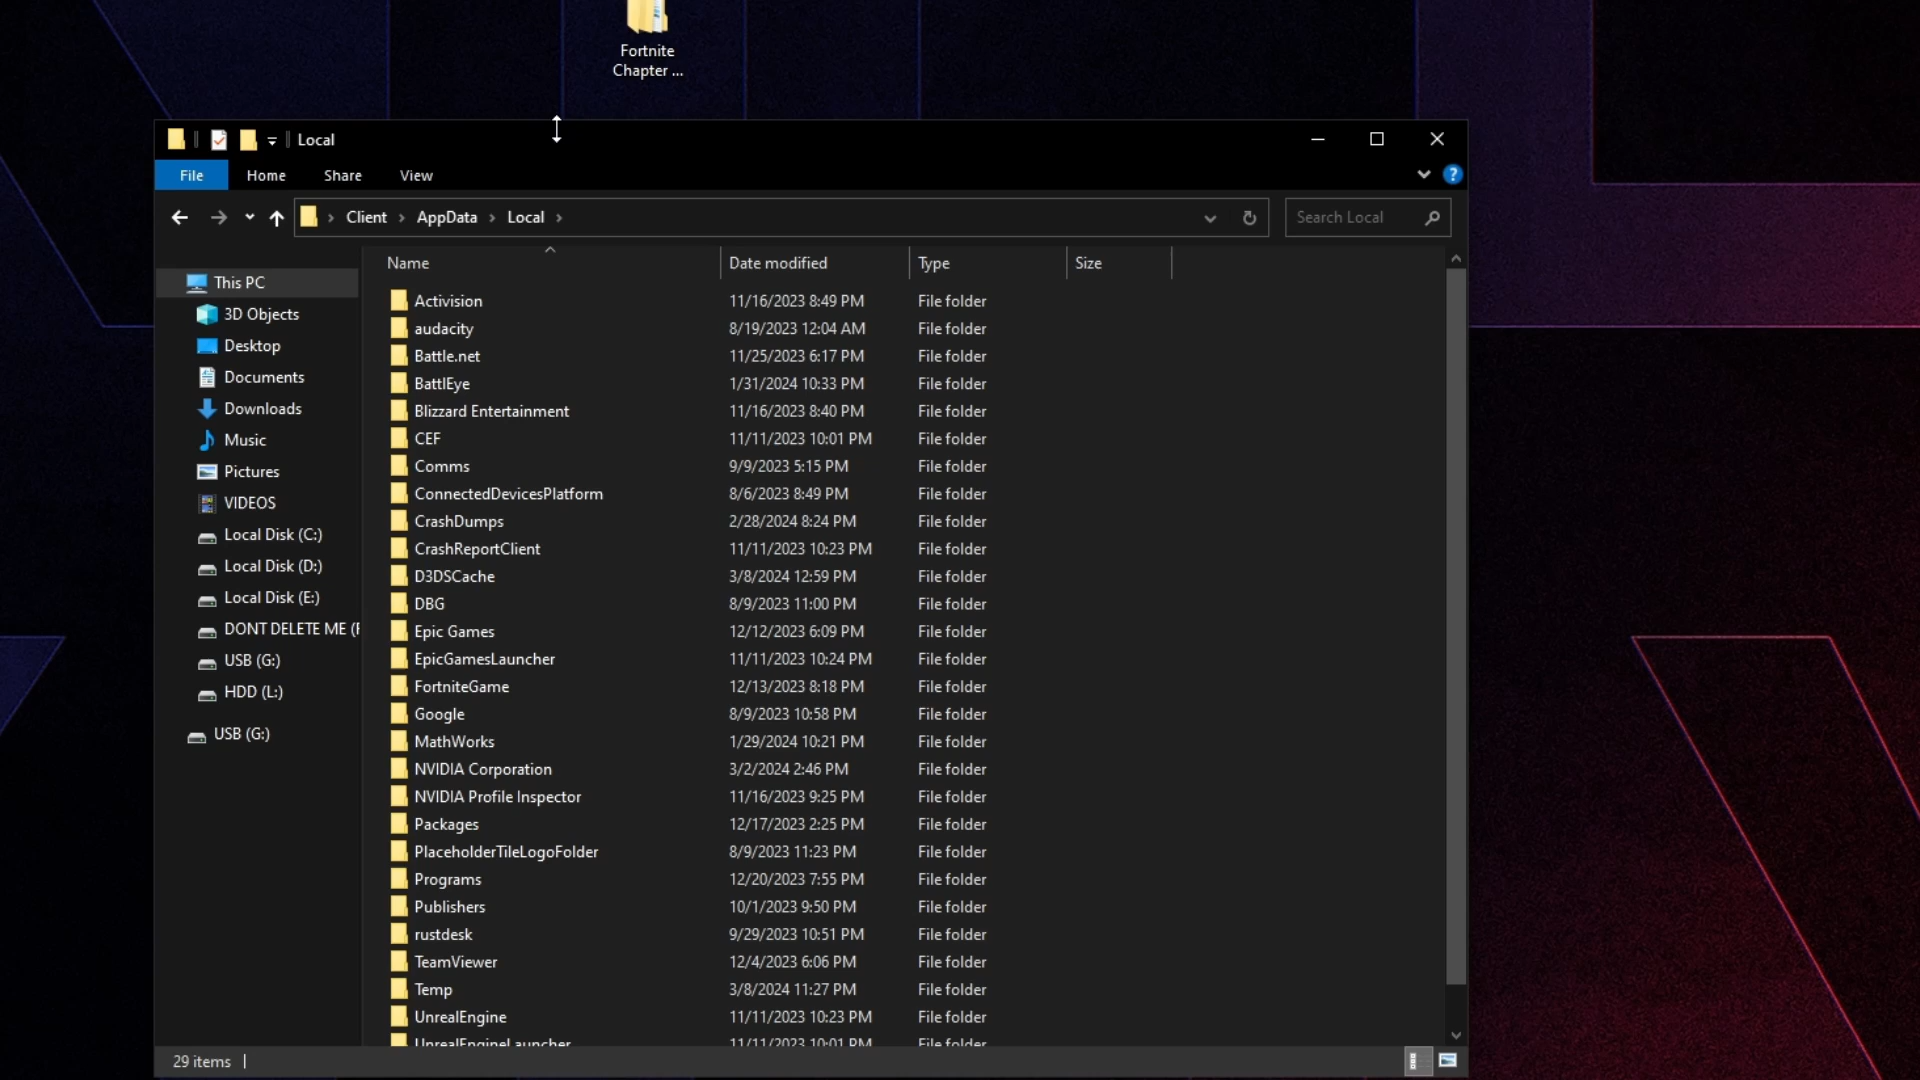 Fortnite
Chapter ...
Local
File Home Share View
?
Client AppData Local
Search Local
Name Date modified Type Size
This PC
3D Objects
Desktop
Documents
Downloads
Music
Pictures
VIDEOS
Local Disk (C:)
Local Disk (D:)
Local Disk (E:)
DONT DELETE ME (F
USB (G:)
HDD (L:)
USB (G:)
Activision 11/16/2023 8:49 PM File folder
audacity 8/19/2023 12:04 AM File folder
Battle.net 11/25/2023 6:17 PM File folder
BattlEye 1/31/2024 10:33 PM File folder
Blizzard Entertainment 11/16/2023 8:40 PM File folder
CEF 11/11/2023 10:01 PM File folder
Comms 9/9/2023 5:15 PM File folder
ConnectedDevicesPlatform 8/6/2023 8:49 PM File folder
CrashDumps 2/28/2024 8:24 PM File folder
CrashReportClient 11/11/2023 10:23 PM File folder
D3DSCache 3/8/2024 12:59 PM File folder
DBG 8/9/2023 11:00 PM File folder
Epic Games 12/12/2023 6:09 PM File folder
EpicGamesLauncher 11/11/2023 10:24 PM File folder
FortniteGame 12/13/2023 8:18 PM File folder
Google 8/9/2023 10:58 PM File folder
MathWorks 1/29/2024 10:21 PM File folder
NVIDIA Corporation 3/2/2024 2:46 PM File folder
NVIDIA Profile Inspector 11/16/2023 9:25 PM File folder
Packages 12/17/2023 2:25 PM File folder
PlaceholderTileLogoFolder 8/9/2023 11:23 PM File folder
Programs 12/20/2023 7:55 PM File folder
Publishers 10/1/2023 9:50 PM File folder
rustdesk 9/29/2023 10:51 PM File folder
TeamViewer 12/4/2023 6:06 PM File folder
Temp 3/8/2024 11:27 PM File folder
UnrealEngine 11/11/2023 10:23 PM File folder
UnrealEngineLauncher 11/11/2023 10:01 PM File folder
29 items